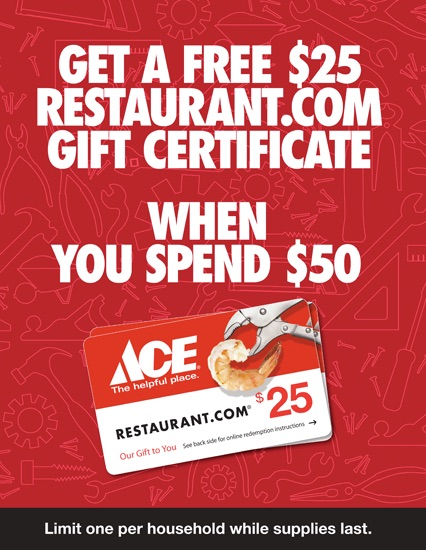 GET A FREE $25
RESTAURANT.COM
GIFT CERTIFICATE
WHEN
YOU SPEND $50
ACE®
The helpful place.
RESTAURANT.COM®
$25
Our Gift to You
See back side for online redemption instructions →
Limit one per household while supplies last.